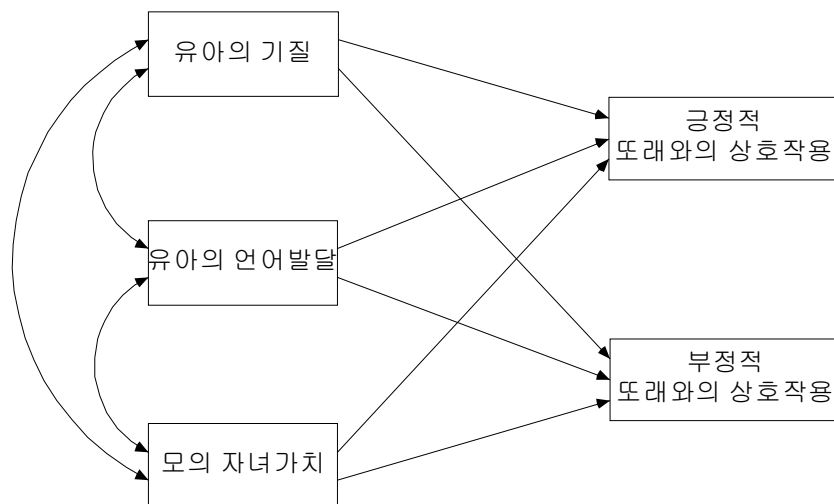 유아의 기질
긍정적
또래와의 상호작용
유아의 언어발달
부정적
또래와의 상호작용
모의 자녀가치